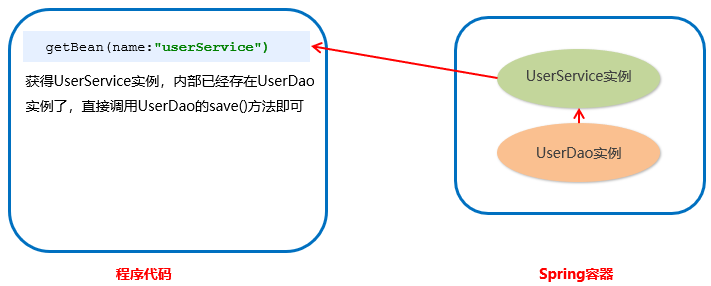 getBean(name:"userService")
获得UserService实例，内部已经存在UserDao
实例了，直接调用UserDao的save()方法即可
UserService实例
UserDao实例
程序代码
Spring容器